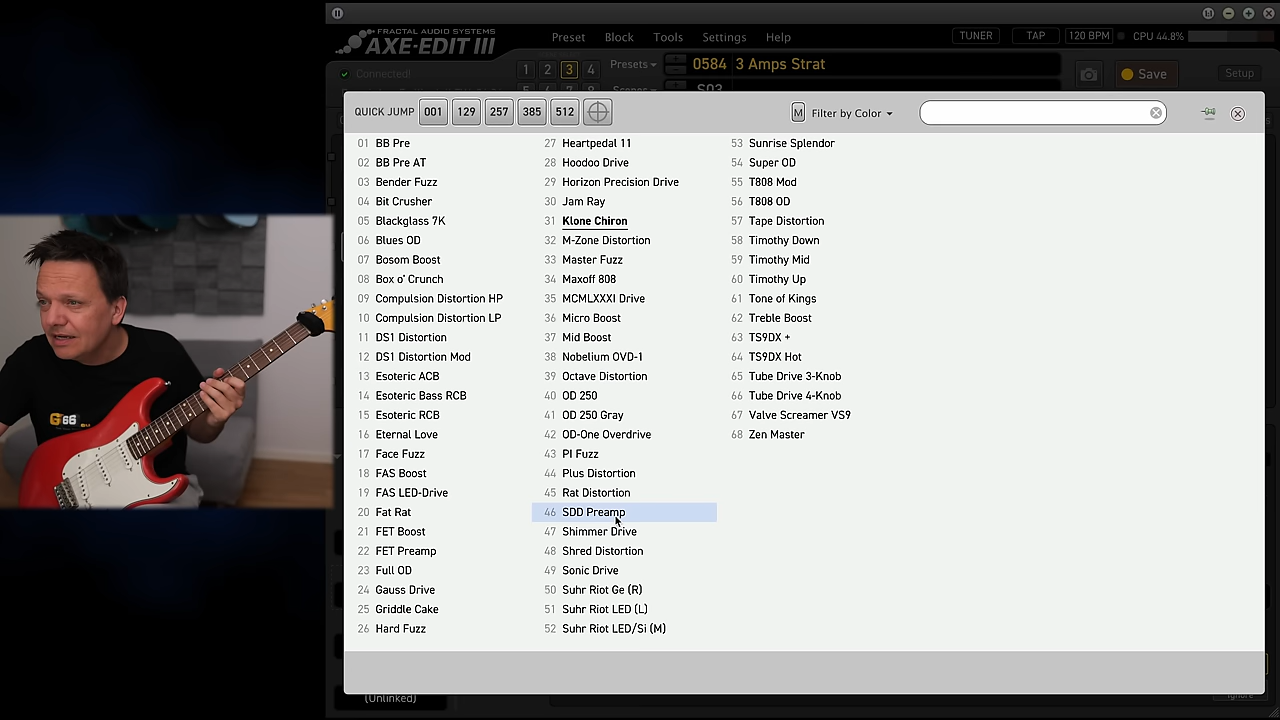 FRACTAL AUDIO SYSTEMS
AXE-EDIT III
Preset Block Tools Settings Help
TUNER TAP 120 BPM CPU 44.8%
Connected!
1 2 3 4
Presets
0584 3 Amps Strat
Save
Setup
QUICK JUMP 001 129 257 385 512
M Filter by Color
01 BB Pre
02 BB Pre AT
03 Bender Fuzz
04 Bit Crusher
05 Blackglass 7K
06 Blues OD
07 Bosom Boost
08 Box o' Crunch
09 Compulsion Distortion HP
10 Compulsion Distortion LP
11 DS1 Distortion
12 DS1 Distortion Mod
13 Esoteric ACB
14 Esoteric Bass RCB
15 Esoteric RCB
16 Eternal Love
17 Face Fuzz
18 FAS Boost
19 FAS LED-Drive
20 Fat Rat
21 FET Boost
22 FET Preamp
23 Full OD
24 Gauss Drive
25 Griddle Cake
26 Hard Fuzz
27 Heartpedal 11
28 Hoodoo Drive
29 Horizon Precision Drive
30 Jam Ray
31 Klone Chiron
32 M-Zone Distortion
33 Master Fuzz
34 Maxoff 808
35 MCMLXXXI Drive
36 Micro Boost
37 Mid Boost
38 Nobelium OVD-1
39 Octave Distortion
40 OD 250
41 OD 250 Gray
42 OD-One Overdrive
43 PI Fuzz
44 Plus Distortion
45 Rat Distortion
46 SDD Preamp
47 Shimmer Drive
48 Shred Distortion
49 Sonic Drive
50 Suhr Riot Ge (R)
51 Suhr Riot LED (L)
52 Suhr Riot LED/Si (M)
53 Sunrise Splendor
54 Super OD
55 T808 Mod
56 T808 OD
57 Tape Distortion
58 Timothy Down
59 Timothy Mid
60 Timothy Up
61 Tone of Kings
62 Treble Boost
63 TS9DX +
64 TS9DX Hot
65 Tube Drive 3-Knob
66 Tube Drive 4-Knob
67 Valve Screamer VS9
68 Zen Master
G66
(Unlinked)